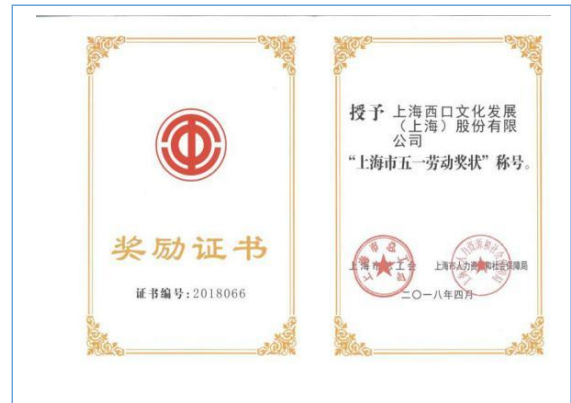 奖励证书
证书编号:2018066
授予 上海西口文化发展
（上海）股份有限
公司
“上海市五一劳动奖状”称号。
上海市总工会
上海市人力资源和社会保障局
二〇一八年四月